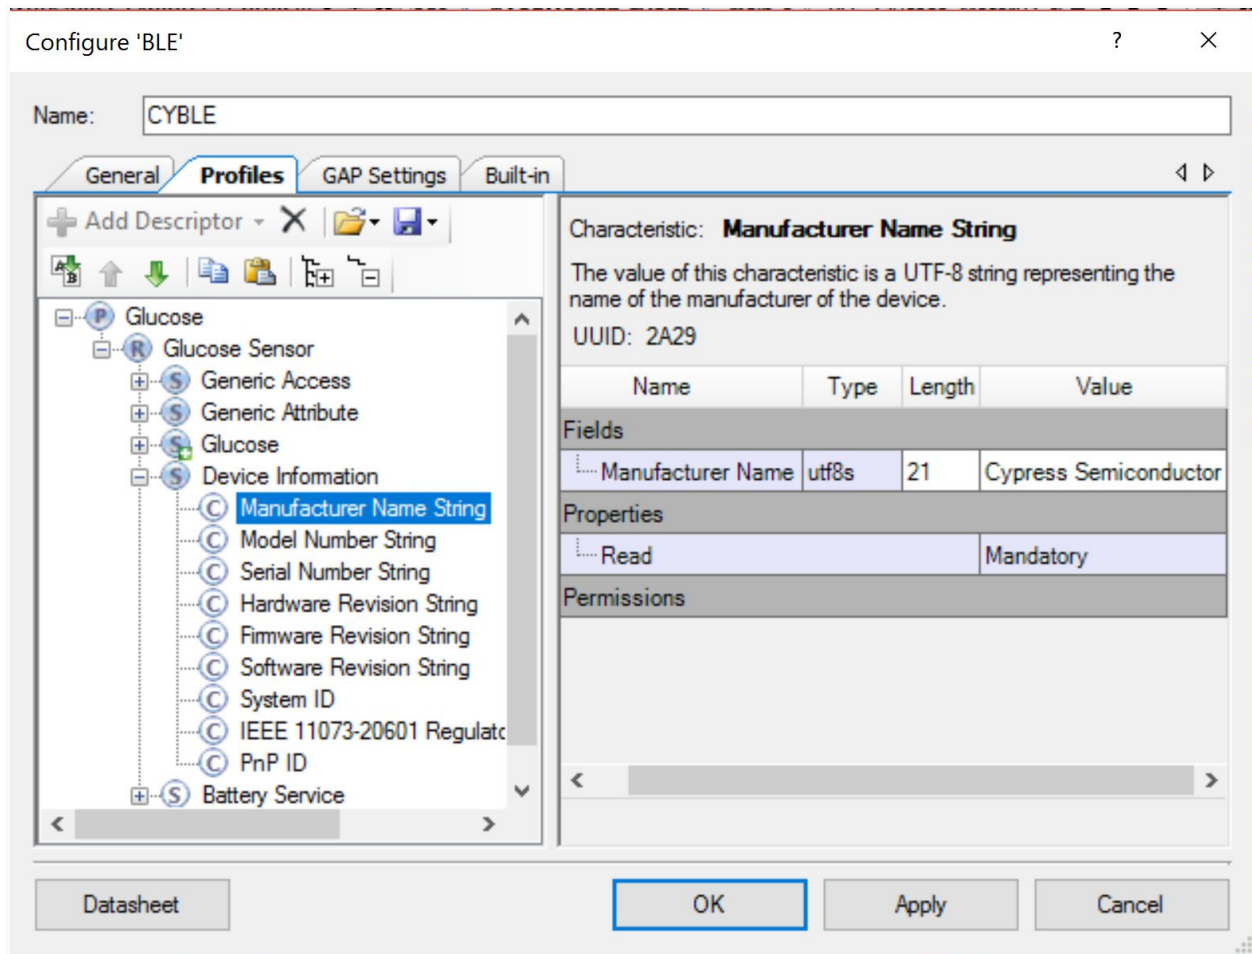 Configure 'BLE'
?
Name:
CYBLE
General
Profiles
GAP Settings
Built-in
Add Descriptor
Glucose
Glucose Sensor
Generic Access
Generic Attribute
Glucose
Device Information
Manufacturer Name String
Model Number String
Serial Number String
Hardware Revision String
Firmware Revision String
Software Revision String
System ID
IEEE 11073-20601 Regulatc
PnP ID
Battery Service
Characteristic: Manufacturer Name String
The value of this characteristic is a UTF-8 string representing the
name of the manufacturer of the device.
UUID: 2A29
Name Type Length Value
Fields
Manufacturer Name utf8s 21 Cypress Semiconductor
Properties
Read Mandatory
Permissions
Datasheet
OK
Apply
Cancel